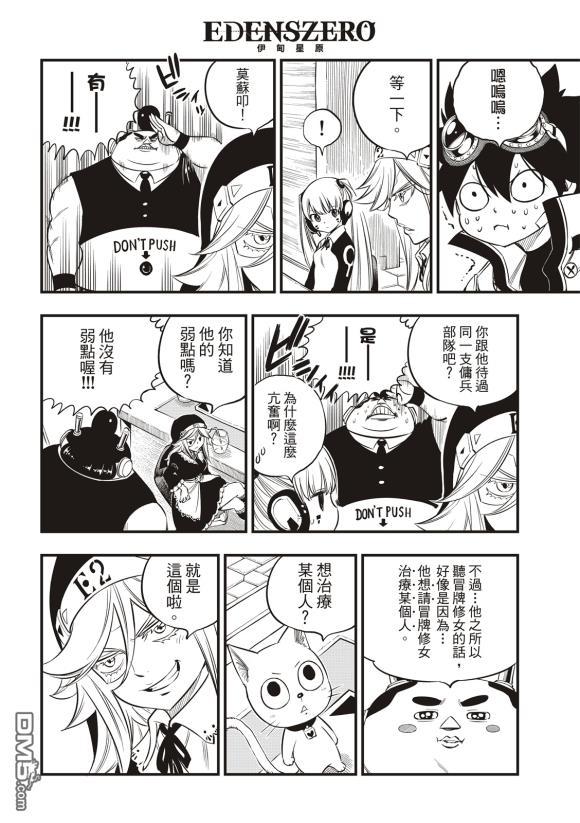 EDENSZERO
伊甸星原
嗯嗚嗚…
等一下。
！
莫蘇叩！
有——!!!
DON'T PUSH
你跟他待過
同一支傭兵
部隊吧？
是——!!!!
DON'T PUSH
為什麼這麼
亢奮啊？
你知道
他的
弱點嗎？
他沒有
弱點喔!!!
不過…他之所以
聽冒牌修女的話，
好像是因為…
他想請冒牌修女
治療某個人。
想治療
某個人？
就是
這個啦。
E2
DM5.com